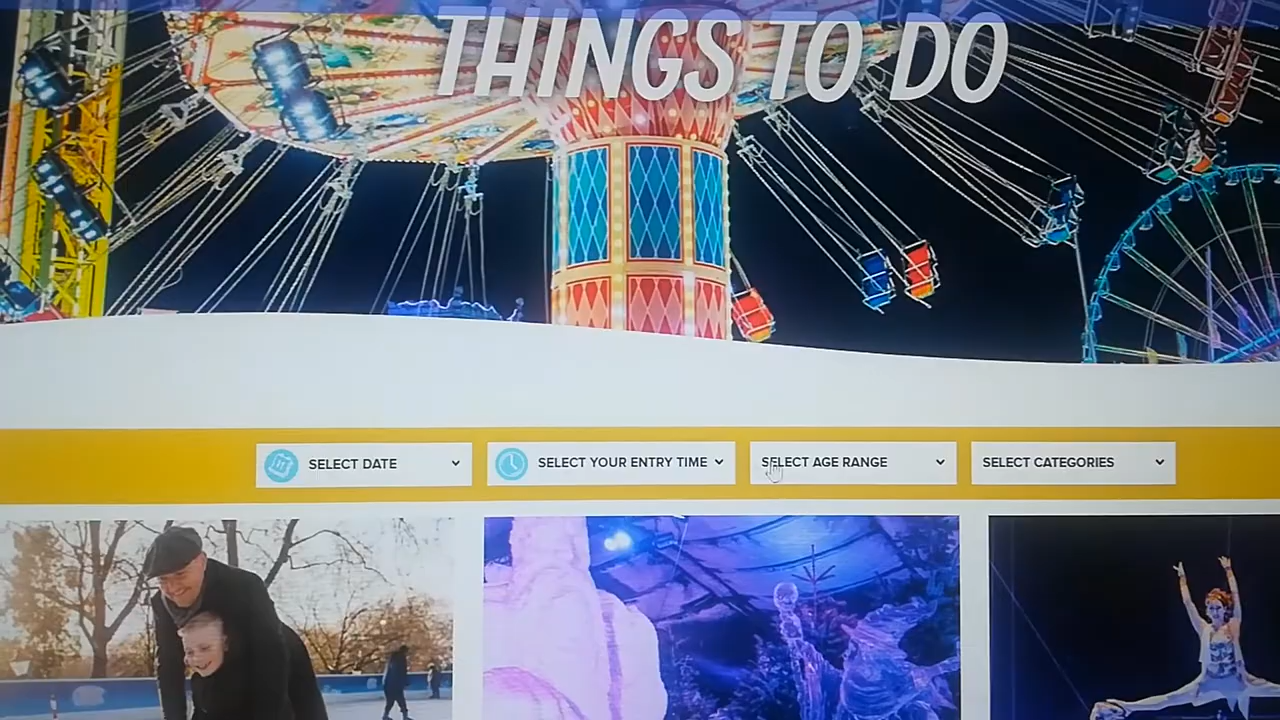 THINGS TO DO
SELECT DATE
SELECT YOUR ENTRY TIME
SELECT AGE RANGE
SELECT CATEGORIES